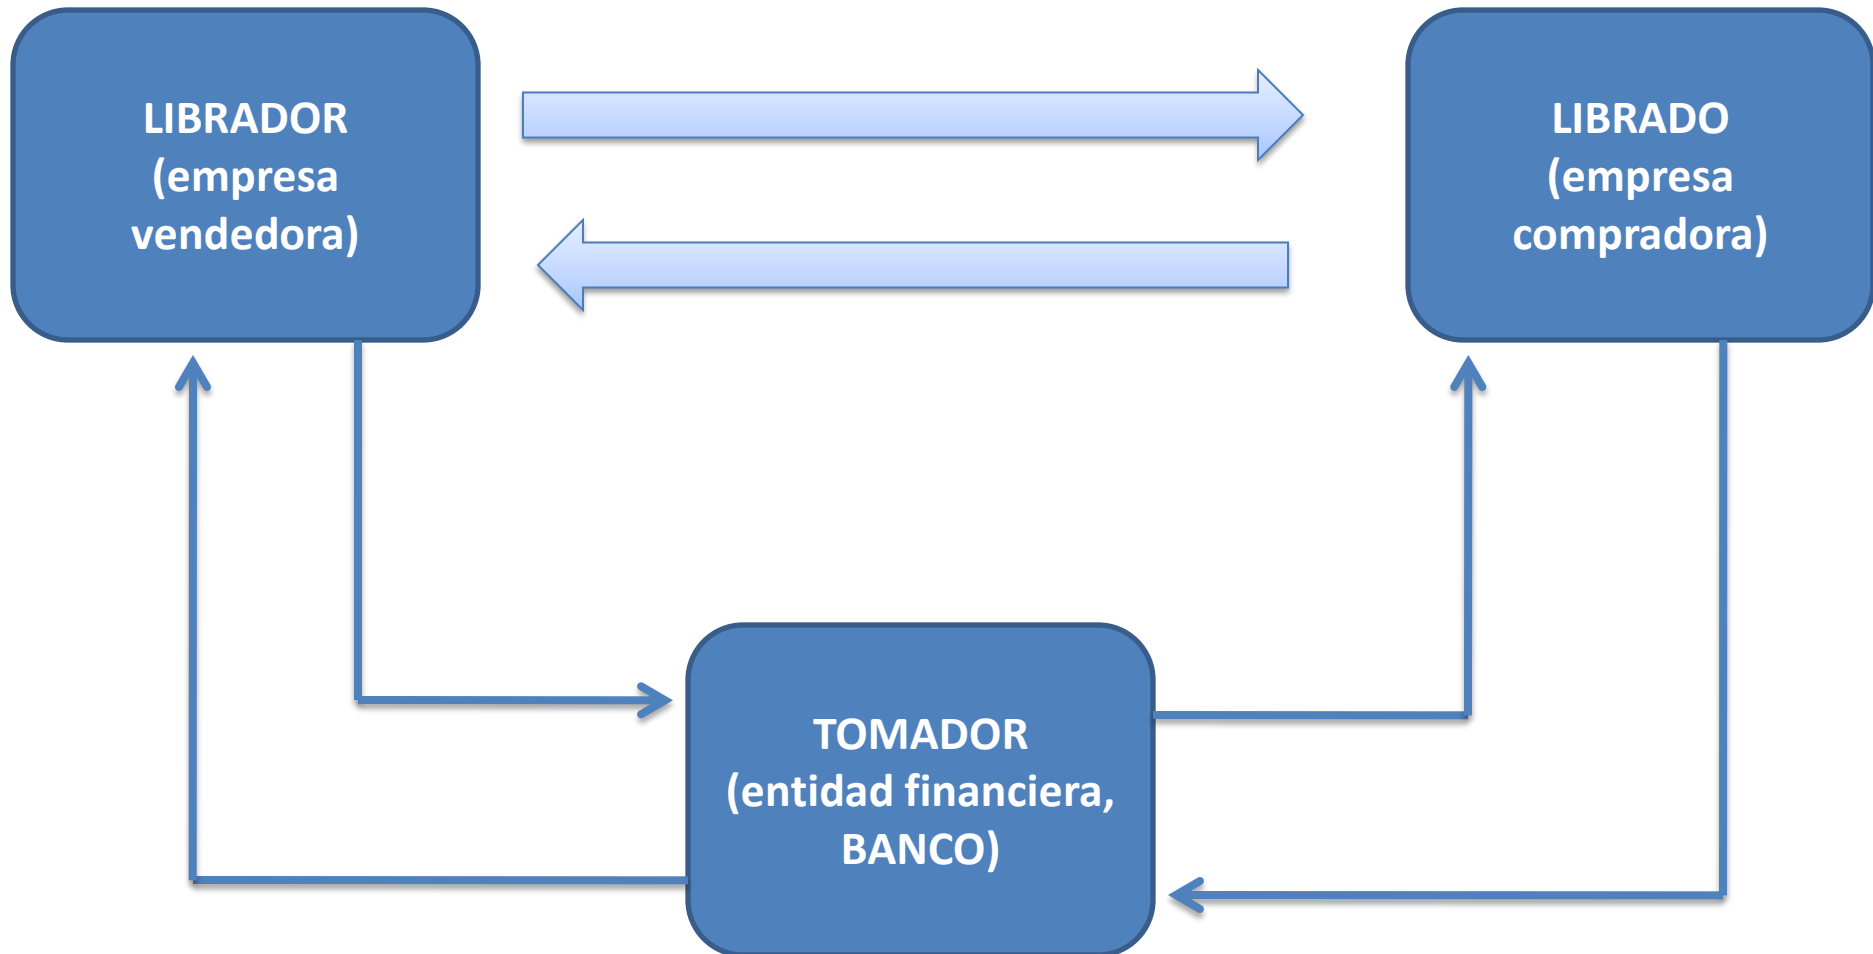 LIBRADOR
(empresa
vendedora)
LIBRADO
(empresa
compradora)
TOMADOR
(entidad financiera,
BANCO)